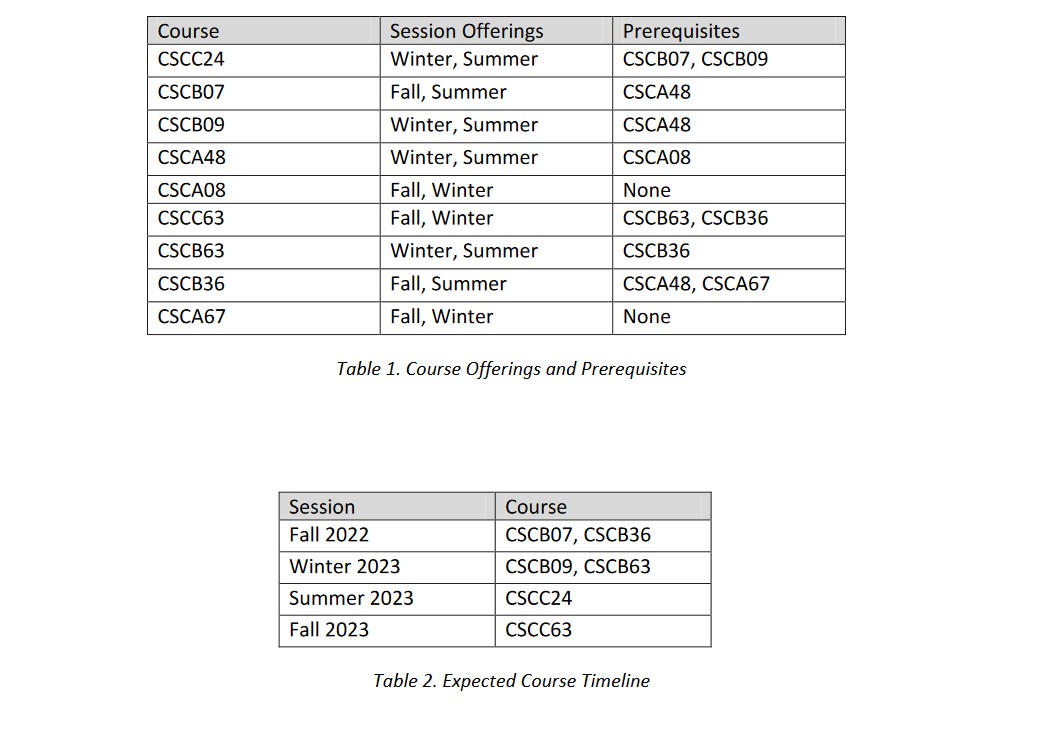 Course Session Offerings Prerequisites
CSCC24 Winter, Summer CSCB07, CSCB09
CSCB07 Fall, Summer CSCA48
CSCB09 Winter, Summer CSCA48
CSCA48 Winter, Summer CSCA08
CSCA08 Fall, Winter None
CSCC63 Fall, Winter CSCB63, CSCB36
CSCB63 Winter, Summer CSCB36
CSCB36 Fall, Summer CSCA48, CSCA67
CSCA67 Fall, Winter None
Table 1. Course Offerings and Prerequisites
Session Course
Fall 2022 CSCB07, CSCB36
Winter 2023 CSCB09, CSCB63
Summer 2023 CSCC24
Fall 2023 CSCC63
Table 2. Expected Course Timeline